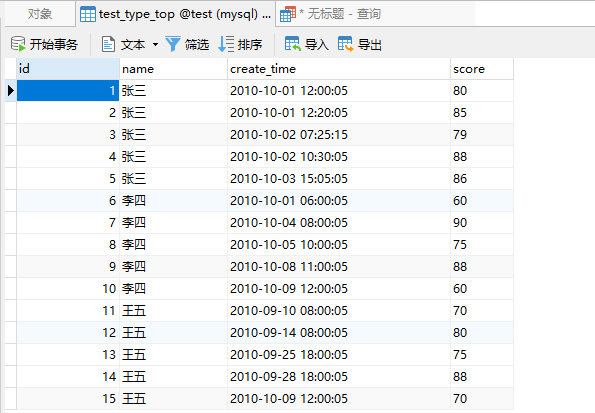 对象 test_type_top @test (mysql) ... * 无标题 - 查询
开始事务 文本 筛选 排序 导入 导出
id name create_time score
1 张三 2010-10-01 12:00:05 80
2 张三 2010-10-01 12:20:05 85
3 张三 2010-10-02 07:25:15 79
4 张三 2010-10-02 10:30:05 88
5 张三 2010-10-03 15:05:05 86
6 李四 2010-10-01 06:00:05 60
7 李四 2010-10-04 08:00:05 90
8 李四 2010-10-05 10:00:05 75
9 李四 2010-10-08 11:00:05 88
10 李四 2010-10-09 12:00:05 60
11 王五 2010-09-10 08:00:05 70
12 王五 2010-09-14 08:00:05 80
13 王五 2010-09-25 18:00:05 75
14 王五 2010-09-28 18:00:05 88
15 王五 2010-10-09 12:00:05 70